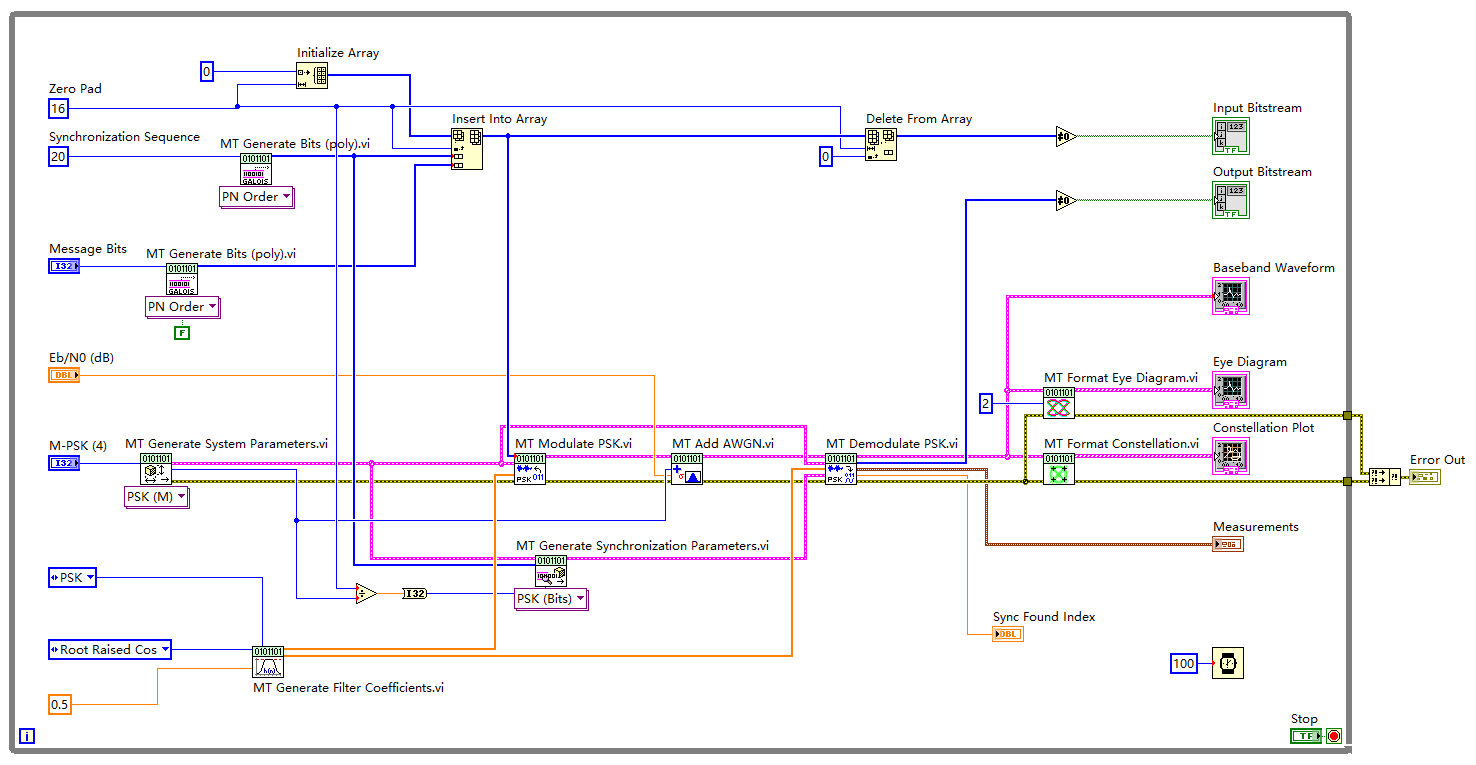 Initialize Array
0
Zero Pad
16
Insert Into Array
Delete From Array
Input Bitstream
Synchronization Sequence
20
MT Generate Bits (poly).vi
0101101
GALOIS
PN Order
0
≠0
123
TF
Output Bitstream
≠0
123
TF
Message Bits
I32
MT Generate Bits (poly).vi
0101101
GALOIS
PN Order
F
Baseband Waveform
Eb/N0 (dB)
DBL
Eye Diagram
MT Format Eye Diagram.vi
0101101
2
M-PSK (4)
I32
MT Generate System Parameters.vi
0101101
PSK (M)
MT Modulate PSK.vi
0101101
011
PSK
MT Add AWGN.vi
0101101
σ
MT Demodulate PSK.vi
0101101
011
PSK
MT Format Constellation.vi
0101101
Constellation Plot
Error Out
Measurements
MT Generate Synchronization Parameters.vi
0101101
PSK (Bits)
÷
I32
PSK
Sync Found Index
DBL
Root Raised Cos
0101101
MT Generate Filter Coefficients.vi
0.5
100
i
Stop
TF